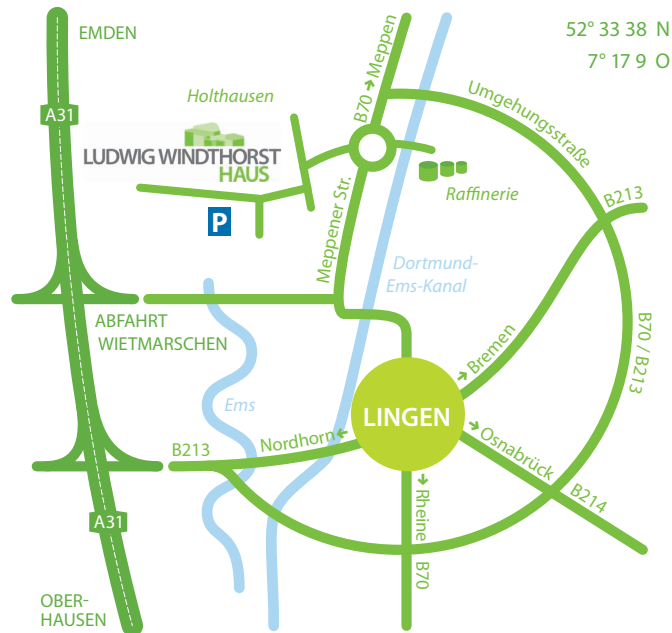 EMDEN
52° 33 38 N
7° 17 9 O
A31
Holthausen
B70 → Meppen
Umgehungsstraße
LUDWIG WINDTHORST
HAUS
Raffinerie
B213
P
Meppener Str.
Dortmund-
Ems-Kanal
ABFAHRT
WIETMARSCHEN
B70 / B213
→ Bremen
Ems
LINGEN
B213
Nordhorn ←
→ Osnabrück
B214
→ Rheine
B70
A31
OBER-
HAUSEN